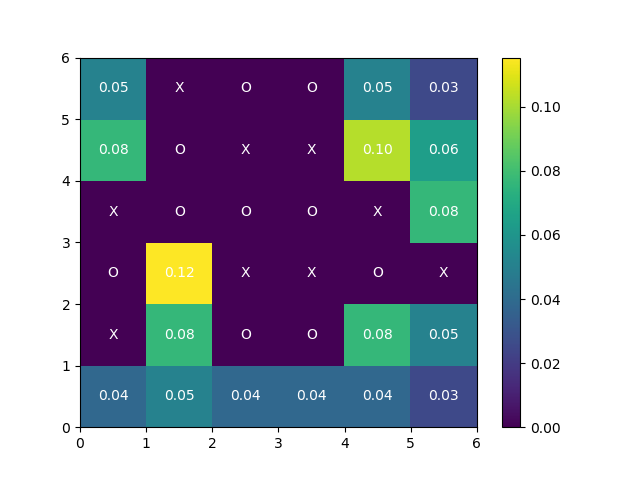 6
0.05 X O O 0.05 0.03
0.10
5
0.08 O X X 0.10 0.06
0.08
4
X O O O X 0.08
0.06
3
O 0.12 X X O X
0.04
2
X 0.08 O O 0.08 0.05
0.02
1
0.04 0.05 0.04 0.04 0.04 0.03
0 0.00
0 1 2 3 4 5 6